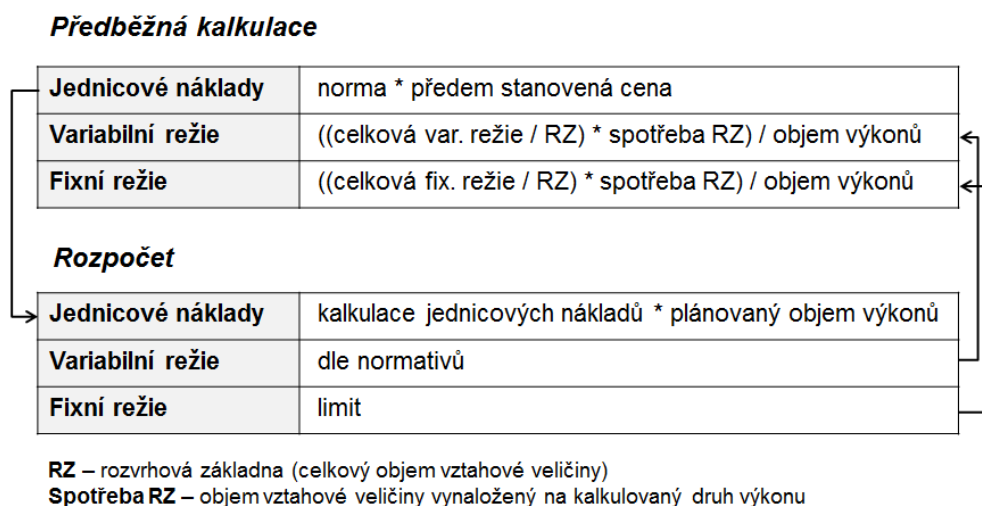 Předběžná kalkulace
Jednicové náklady norma * předem stanovená cena
Variabilní režie ((celková var. režie / RZ) * spotřeba RZ) / objem výkonů
Fixní režie ((celková fix. režie / RZ) * spotřeba RZ) / objem výkonů
Rozpočet
Jednicové náklady kalkulace jednicových nákladů * plánovaný objem výkonů
Variabilní režie dle normativů
Fixní režie limit
RZ – rozvrhová základna (celkový objem vztahové veličiny)
Spotřeba RZ – objem vztahové veličiny vynaložený na kalkulovaný druh výkonu